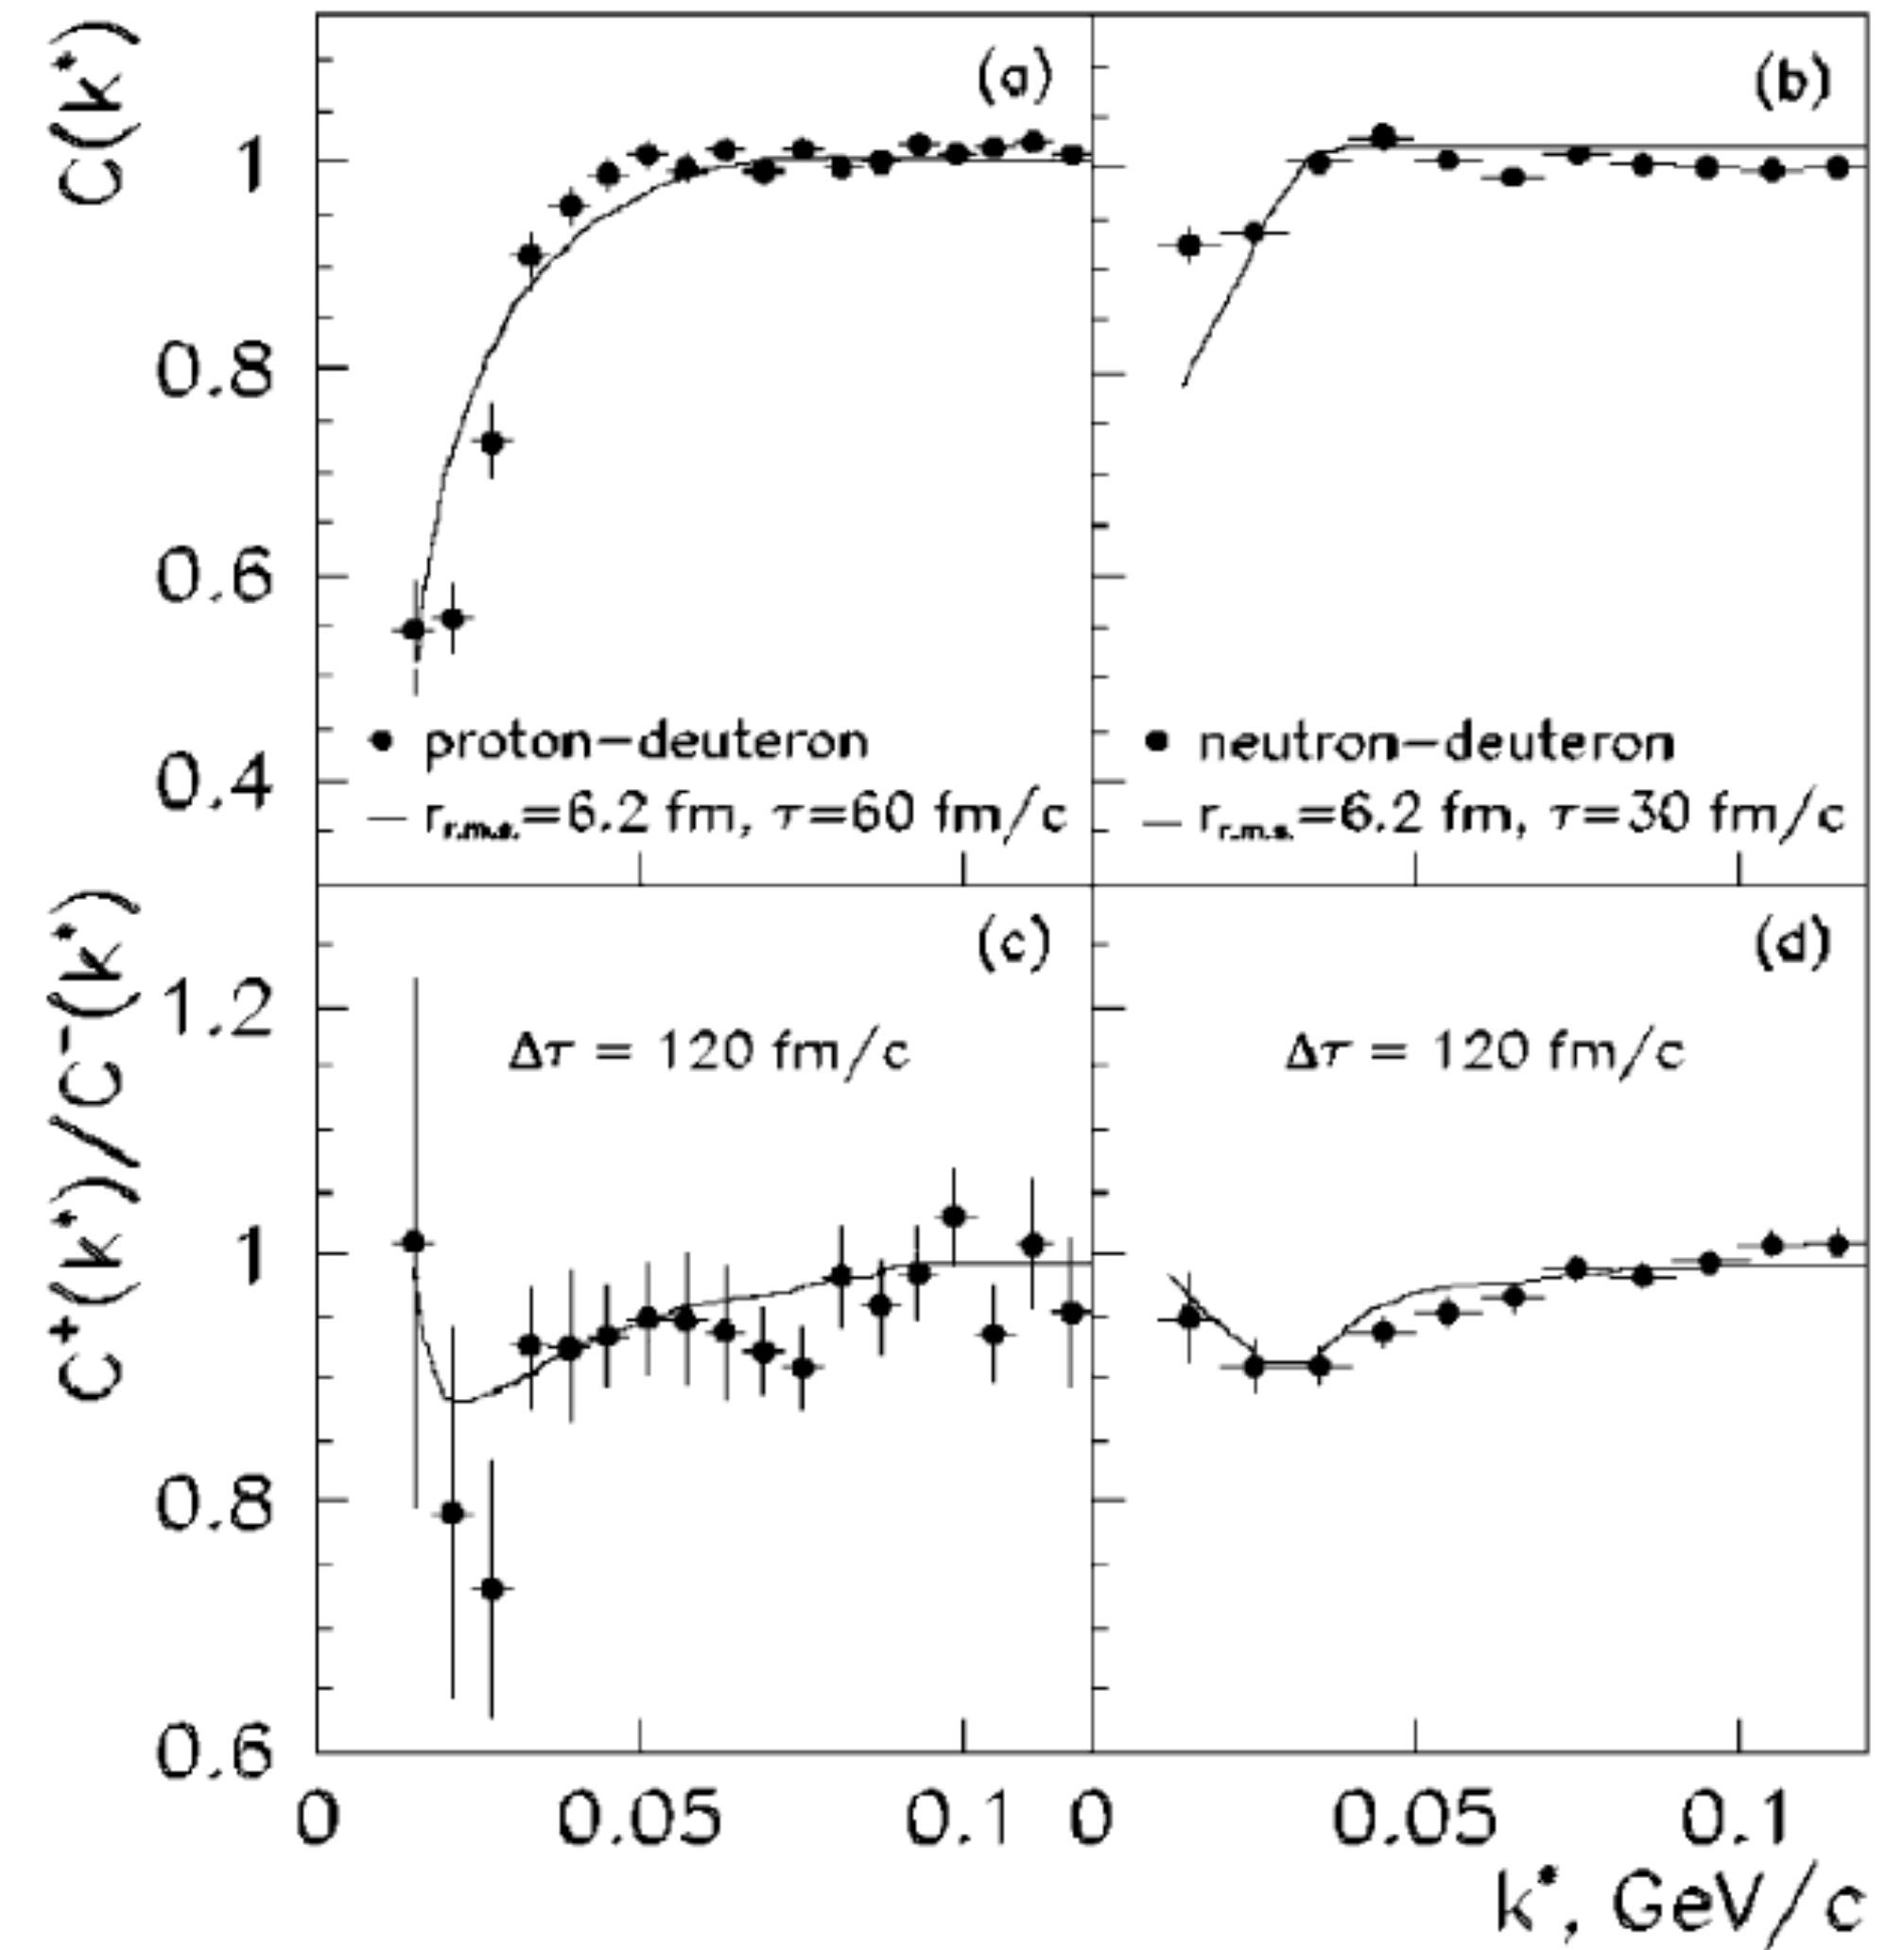 C(k*)
(a)
(b)
1
0.8
0.6
0.4
proton-deuteron
r r.m.s.=6.2 fm, τ=60 fm/c
neutron-deuteron
r r.m.s.=6.2 fm, τ=30 fm/c
C⁺(k*)/C⁻(k*)
(c)
(d)
1.2
Δτ = 120 fm/c
Δτ = 120 fm/c
1
0.8
0.6
0 0.05 0.1 0 0.05 0.1
k*, GeV/c